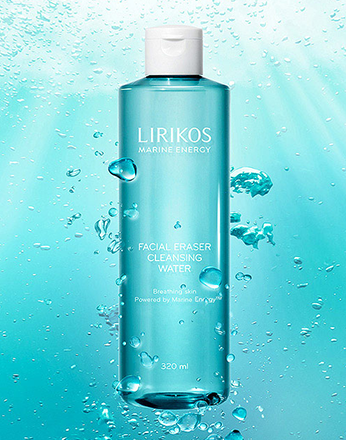 LIRIKOS
MARINE ENERGY
FACIAL ERASER
CLEANSING
WATER
Breathing skin
Powered by Marine Energy
320 ml